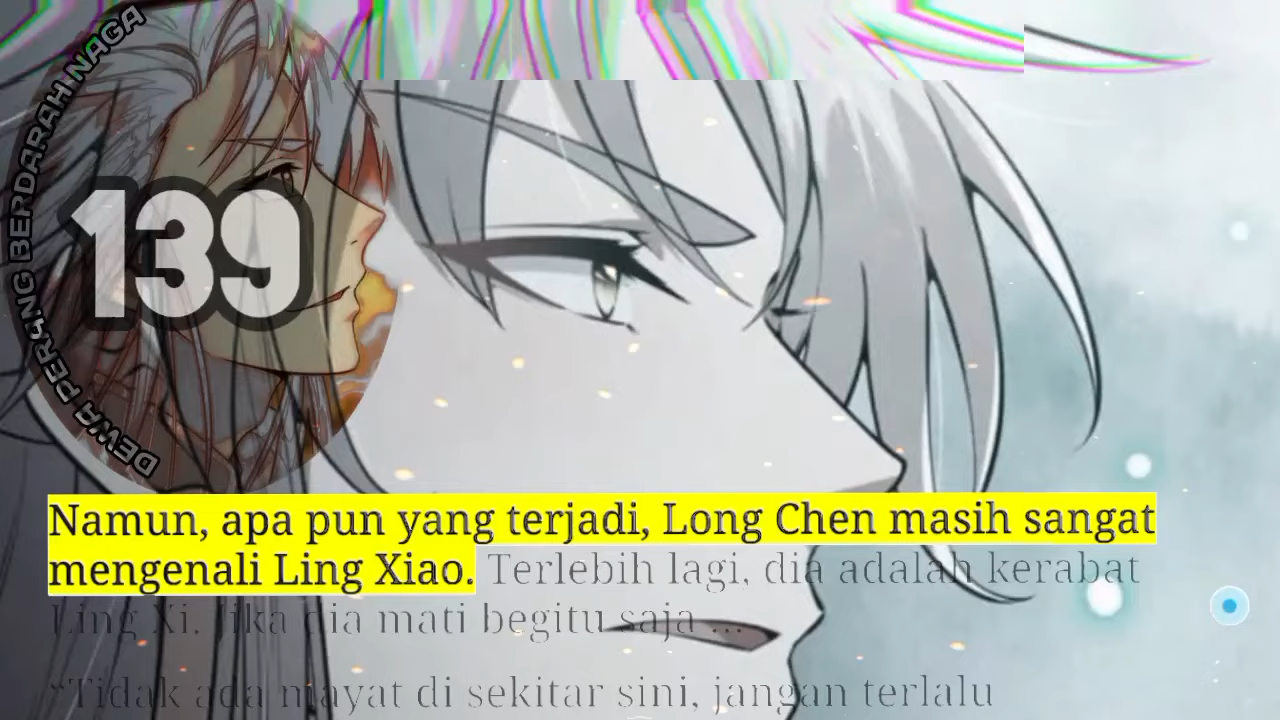 DEWA PERANG BERDARAH NAGA
139
Namun, apa pun yang terjadi, Long Chen masih sangat
mengenali Ling Xiao. Terlebih lagi, dia adalah kerabat
Ling Xi. Jika dia mati begitu saja ...
“Tidak ada mayat di sekitar sini, jangan terlalu